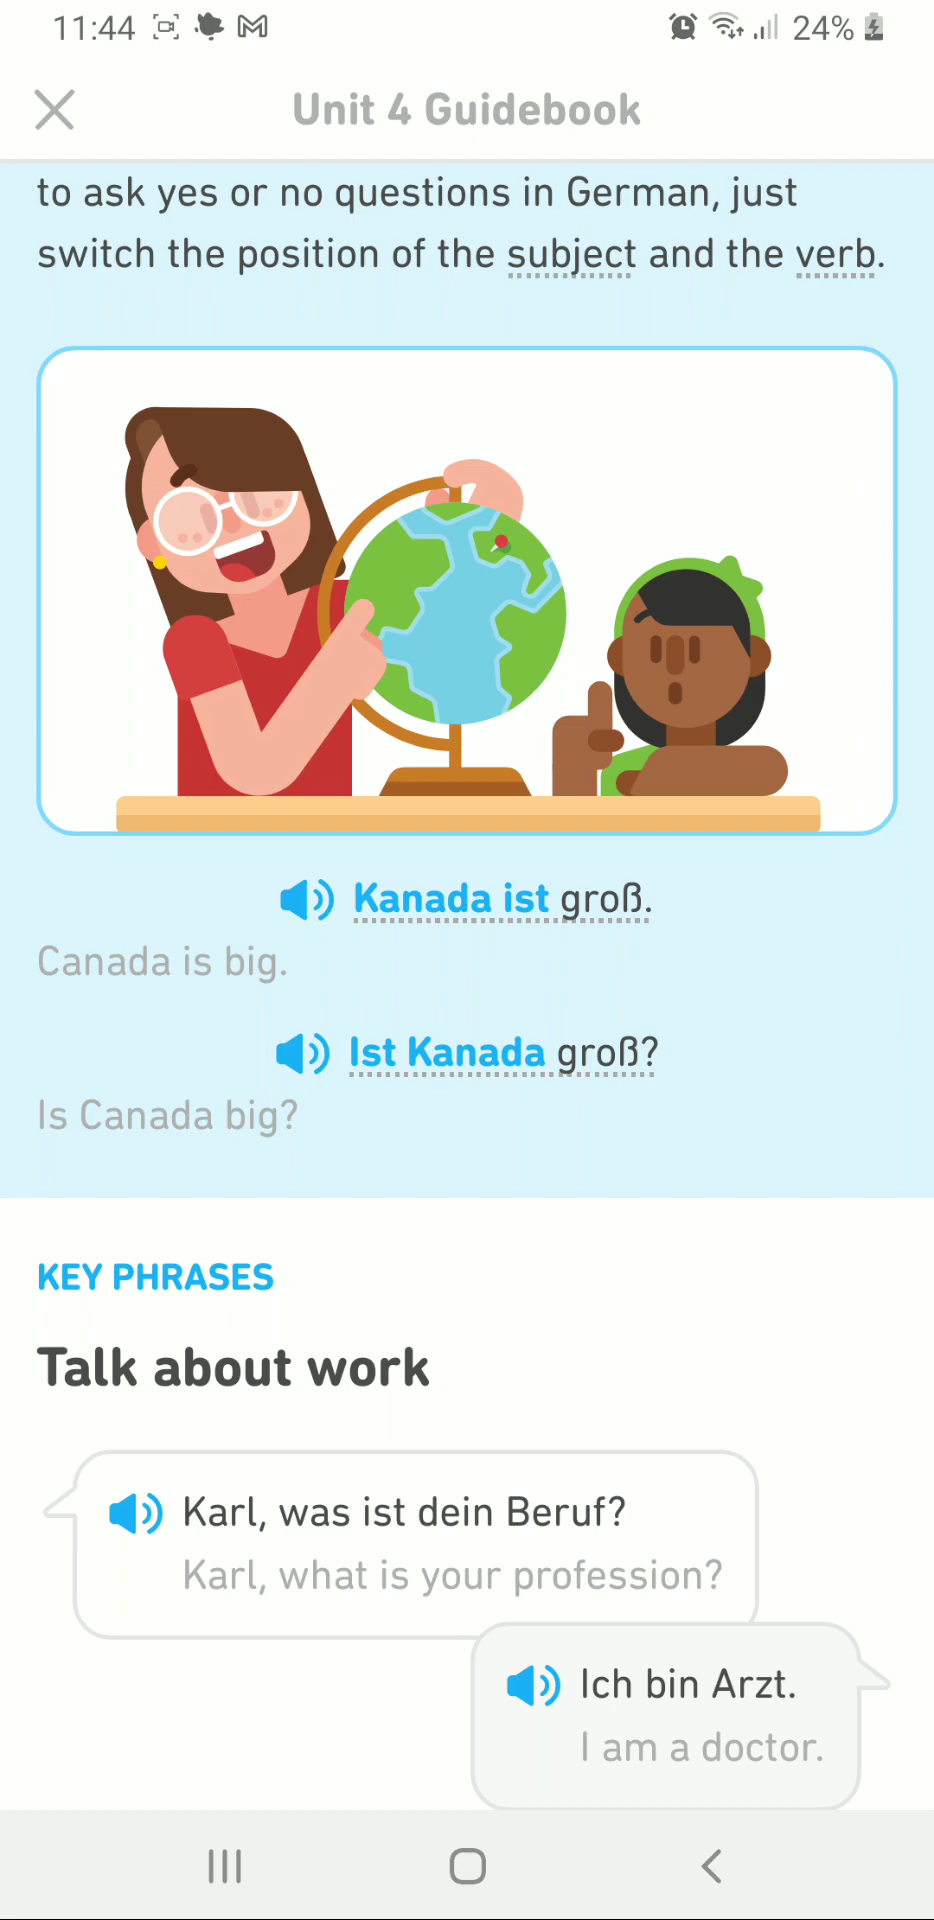 11:44
24%
Unit 4 Guidebook
to ask yes or no questions in German, just
switch the position of the subject and the verb.
Kanada ist groß.
Canada is big.
Ist Kanada groß?
Is Canada big?
KEY PHRASES
Talk about work
Karl, was ist dein Beruf?
Karl, what is your profession?
Ich bin Arzt.
I am a doctor.